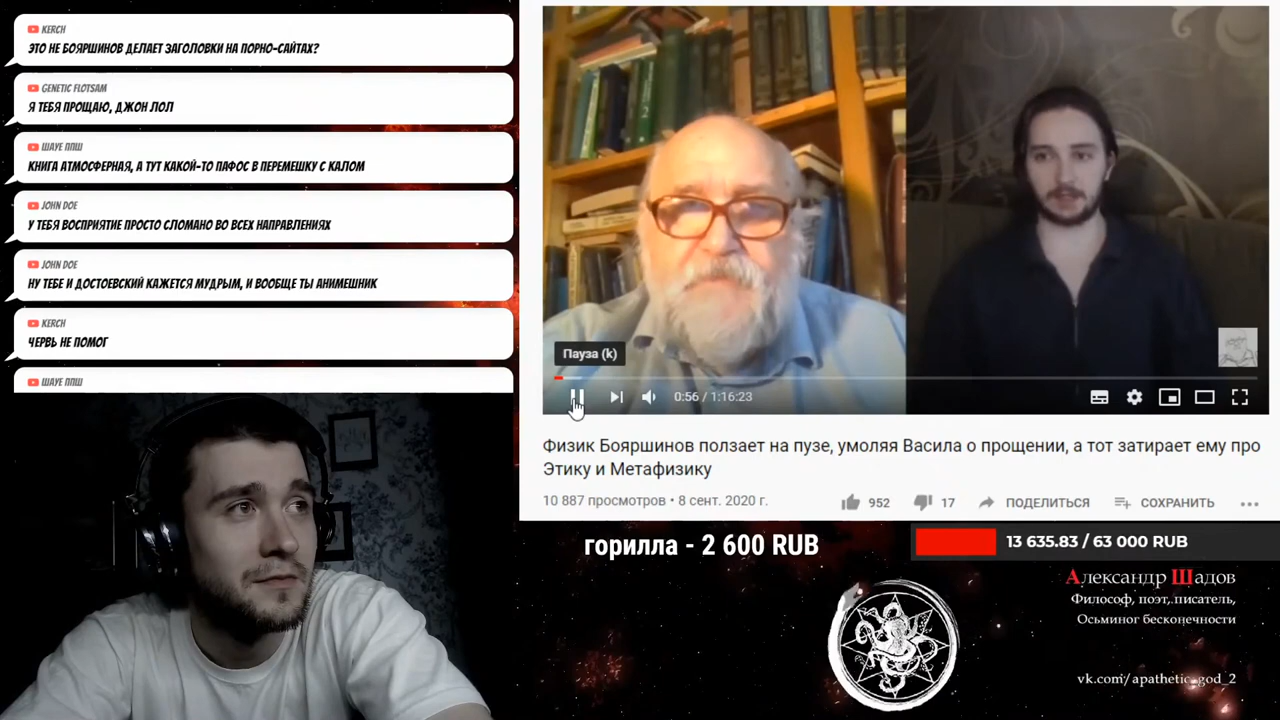 KERCH
ЭТО НЕ БОЯРШИНОВ ДЕЛАЕТ ЗАГОЛОВКИ НА ПОРНО-САЙТАХ?
GENETIC FLOTSAM
Я ТЕБЯ ПРОЩАЮ, ДЖОН ЛОЛ
ШАУЕ ППШ
КНИГА АТМОСФЕРНАЯ, А ТУТ КАКОЙ-ТО ПАФОС В ПЕРЕМЕШКУ С КАЛОМ
JOHN DOE
У ТЕБЯ ВОСПРИЯТИЕ ПРОСТО СЛОМАНО ВО ВСЕХ НАПРАВЛЕНИЯХ
JOHN DOE
НУ ТЕБЕ И ДОСТОЕВСКИЙ КАЖЕТСЯ МУДРЫМ, И ВООБЩЕ ТЫ АНИМЕШНИК
KERCH
ЧЕРВЬ НЕ ПОМОГ
ШАУЕ ППШ
Пауза (k)
0:56 / 1:16:23
Физик Бояршинов ползает на пузе, умоляя Васила о прощении, а тот затирает ему про
Этику и Метафизику
10 887 просмотров • 8 сент. 2020 г.
952
17
ПОДЕЛИТЬСЯ
СОХРАНИТЬ
горилла - 2 600 RUB
13 635.83 / 63 000 RUB
Александр Шадов
Философ, поэт, писатель,
Осьминог бесконечности
vk.com/apathetic_god_2